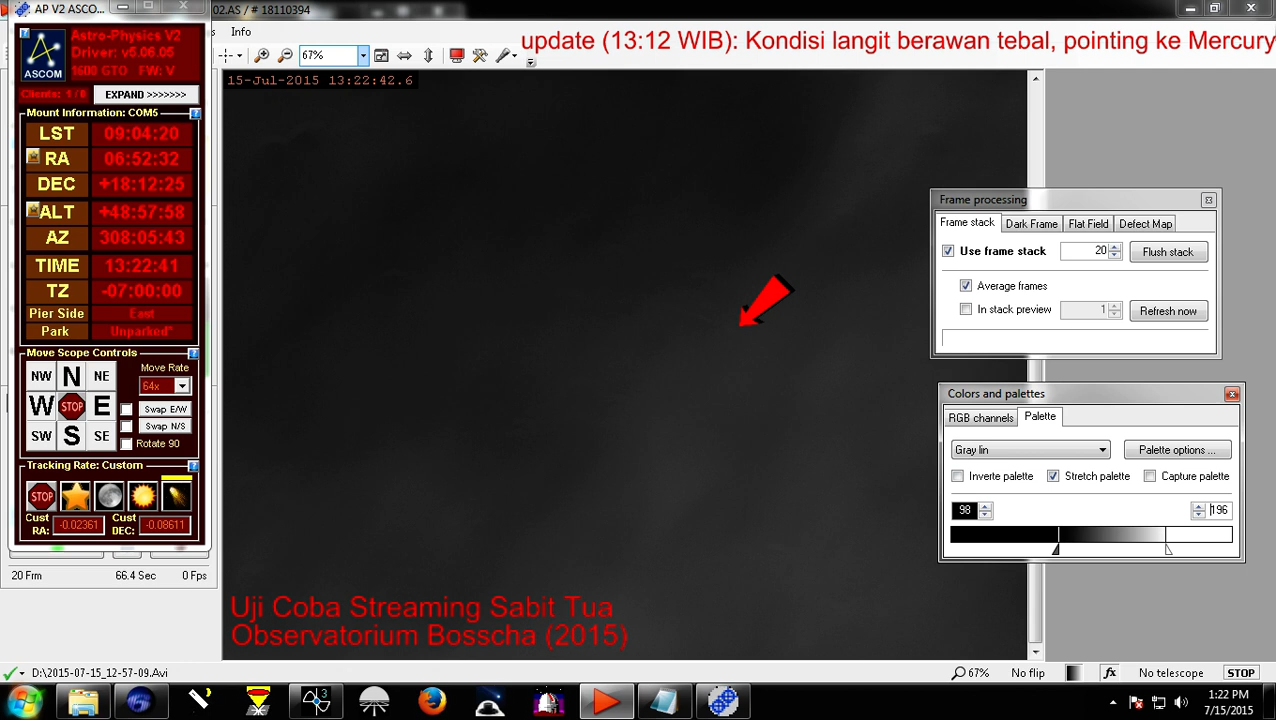 AP V2 ASCO...
02.AS / # 18110394
Info
67%
update (13:12 WIB): Kondisi langit berawan tebal, pointing ke Mercury
15-Jul-2015 13:22:42.6
ASCOM
Astro-Physics V2
Driver: v5.06.05
1600 GTO FW: V
Clients: 1 / 0
EXPAND >>>>>>>
Mount Information: COM5
LST 09:04:20
RA 06:52:32
DEC +18:12:25
ALT +48:57:58
AZ 308:05:43
TIME 13:22:41
TZ -07:00:00
Pier Side East
Park Unparked"
Move Scope Controls
NW N NE
W STOP E
SW S SE
Move Rate
64x
Swap E/W
Swap N/S
Rotate 90
Tracking Rate: Custom
STOP
Cust RA: -0.02361
Cust DEC: -0.08611
20 Frm 66.4 Sec 0 Fps
Frame processing
Frame stack Dark Frame Flat Field Defect Map
Use frame stack 20 Flush stack
Average frames
In stack preview 1 Refresh now
Colors and palettes
RGB channels Palette
Gray lin Palette options ...
Inverte palette Stretch palette Capture palette
98 196
Uji Coba Streaming Sabit Tua
Observatorium Bosscha (2015)
D:\2015-07-15_12-57-09.Avi
67% No flip fx No telescope STOP
1:22 PM
7/15/2015